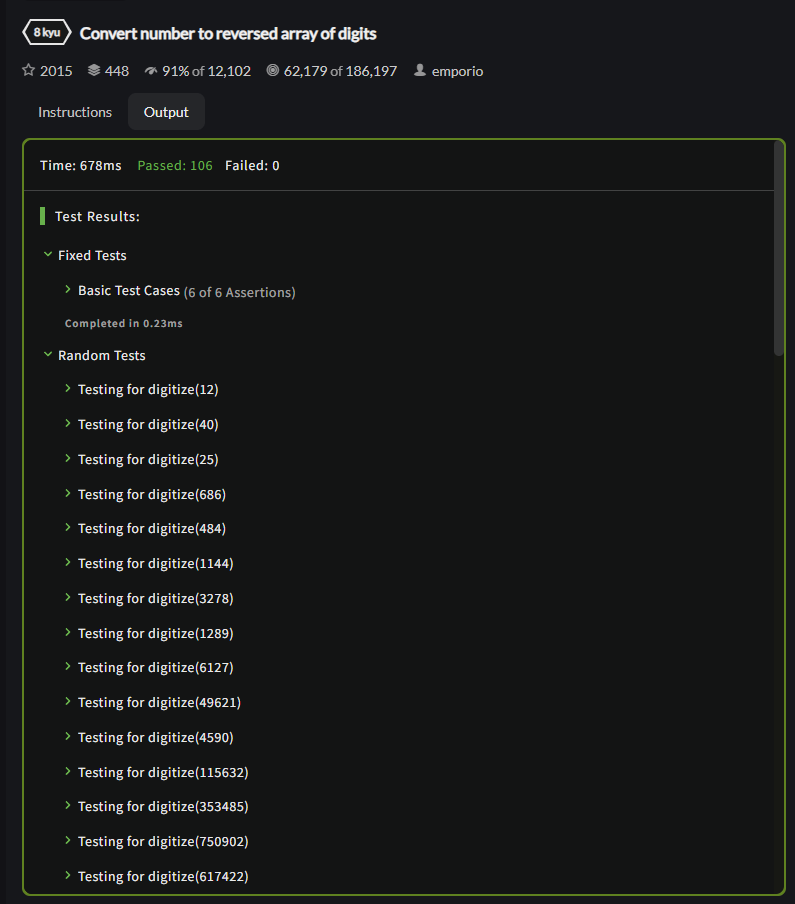 8 kyu Convert number to reversed array of digits
2015 448 91% of 12,102 62,179 of 186,197 emporio
Instructions Output
Time: 678ms Passed: 106 Failed: 0
Test Results:
Fixed Tests
Basic Test Cases (6 of 6 Assertions)
Completed in 0.23ms
Random Tests
Testing for digitize(12)
Testing for digitize(40)
Testing for digitize(25)
Testing for digitize(686)
Testing for digitize(484)
Testing for digitize(1144)
Testing for digitize(3278)
Testing for digitize(1289)
Testing for digitize(6127)
Testing for digitize(49621)
Testing for digitize(4590)
Testing for digitize(115632)
Testing for digitize(353485)
Testing for digitize(750902)
Testing for digitize(617422)